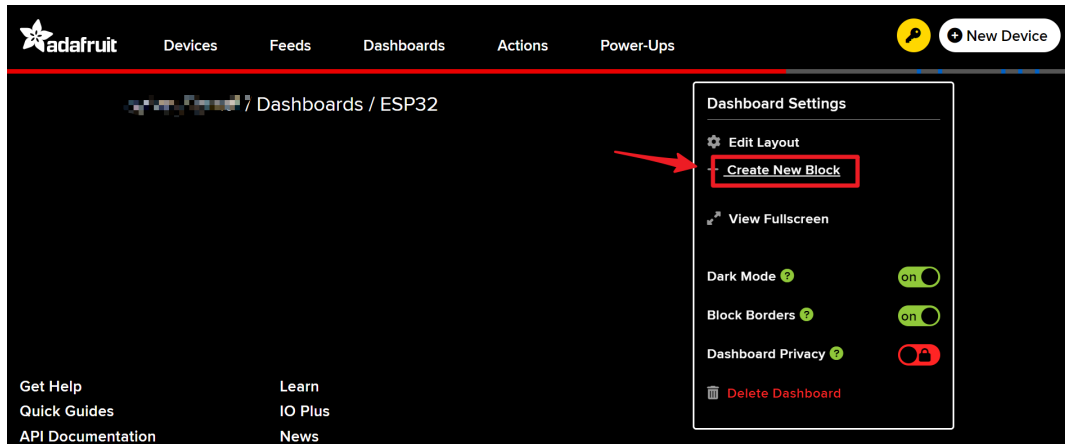 adafruit Devices Feeds Dashboards Actions Power-Ups New Device
/ Dashboards / ESP32
Dashboard Settings
Edit Layout
Create New Block
View Fullscreen
Dark Mode ? on
Block Borders ? on
Dashboard Privacy ?
Delete Dashboard
Get Help Learn
Quick Guides IO Plus
API Documentation News